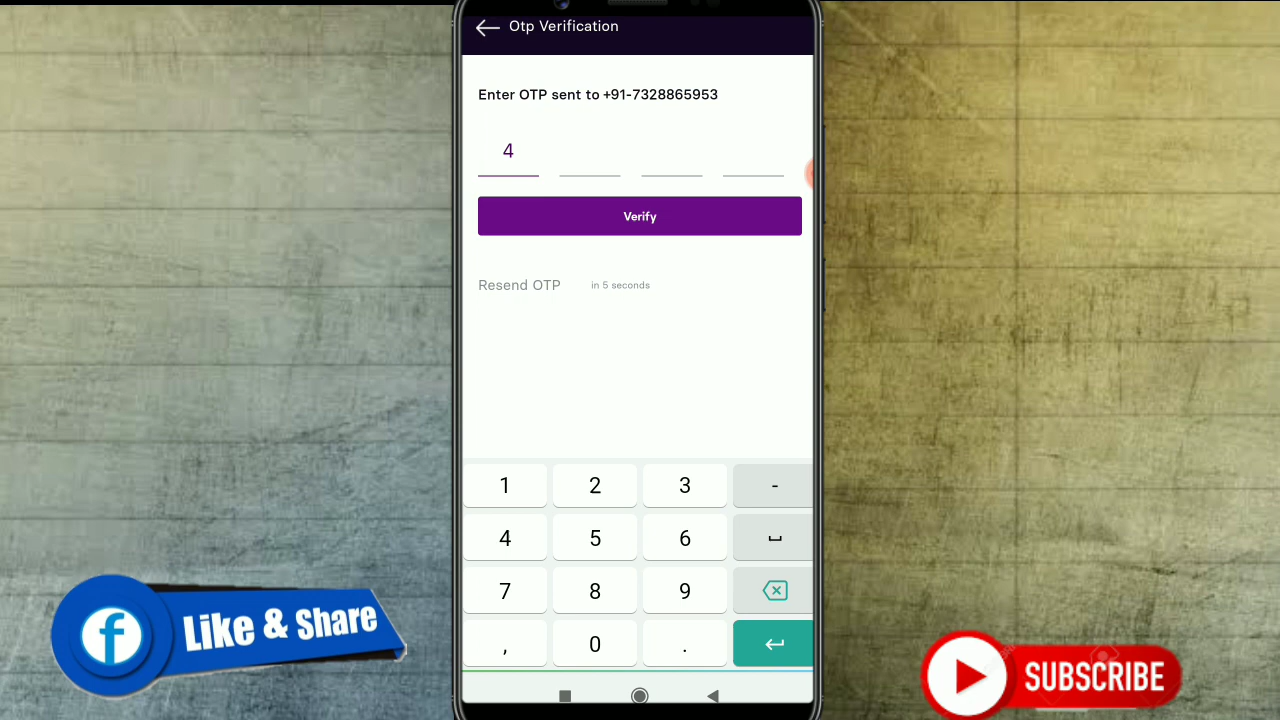 Otp Verification
Enter OTP sent to +91-7328865953
4
Verify
Resend OTP in 5 seconds
1 2 3 -
4 5 6
7 8 9
, 0 .
f Like & Share
SUBSCRIBE